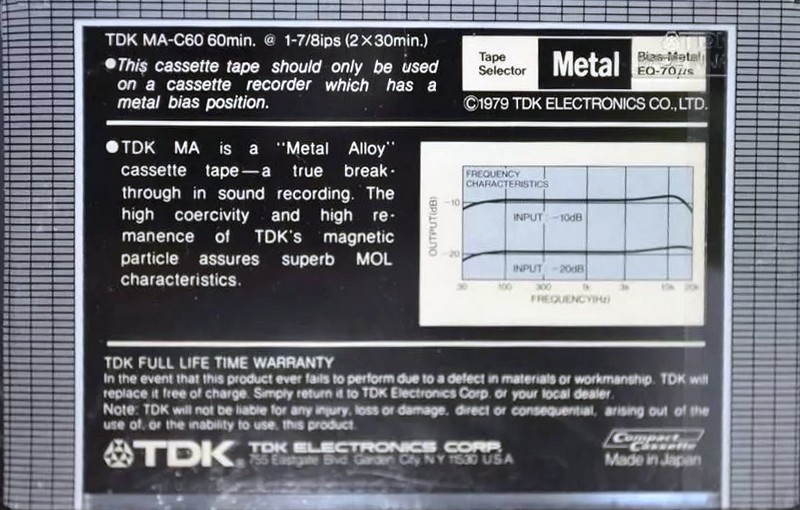 TDK MA-C60 60min. @ 1-7/8ips (2×30min.)
●This cassette tape should only be used
on a cassette recorder which has a
metal bias position.
Tape
Selector
Metal
Bias-Metal
EQ-70μs
©1979 TDK ELECTRONICS CO., LTD.
●TDK MA is a "Metal Alloy"
cassette tape—a true break-
through in sound recording. The
high coercivity and high re-
manence of TDK's magnetic
particle assures superb MOL
characteristics.
FREQUENCY
CHARACTERISTICS
OUTPUT(dB)
-10
INPUT : -10dB
-20
INPUT : -20dB
30 100 300 1k 3k 10k 20k
FREQUENCY(Hz)
TDK FULL LIFE TIME WARRANTY
In the event that this product ever fails to perform due to a defect in materials or workmanship. TDK will
replace it free of charge. Simply return it to TDK Electronics Corp. or your local dealer.
Note: TDK will not be liable for any injury, loss or damage, direct or consequential, arising out of the
use of, or the inability to use, this product.
TDK® TDK ELECTRONICS CORP.
755 Eastgate Blvd. Garden City, N.Y 11530 U.S.A
Compact
Cassette
Made in Japan